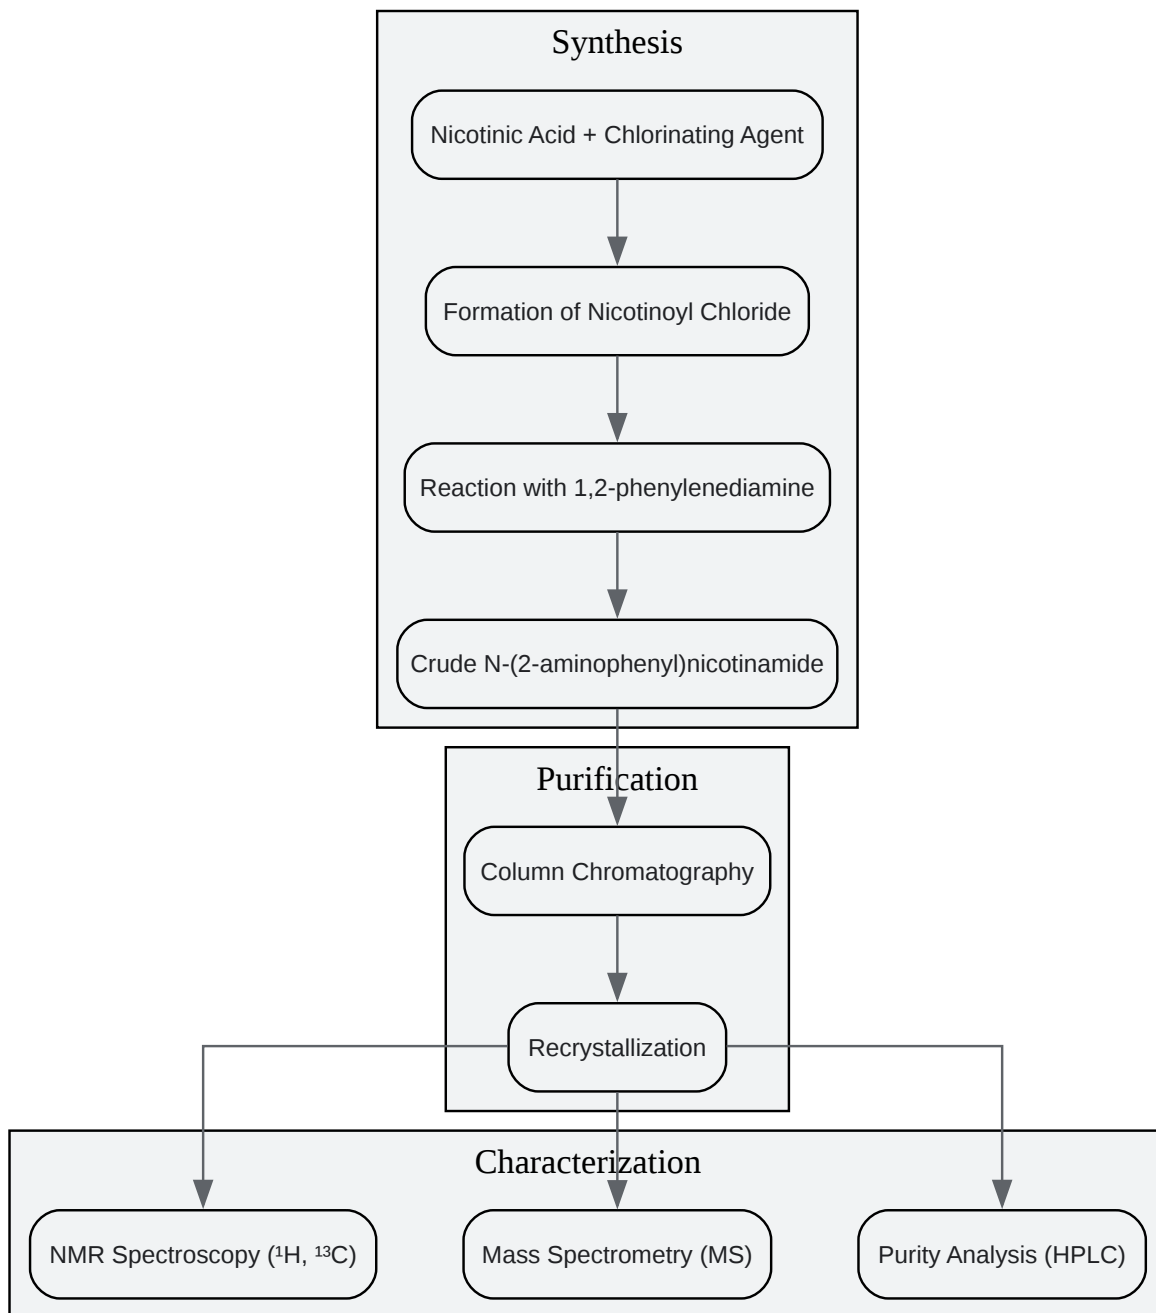 Synthesis
Nicotinic Acid + Chlorinating Agent
Formation of Nicotinoyl Chloride
Reaction with 1,2-phenylenediamine
Crude N-(2-aminophenyl)nicotinamide
Purification
Column Chromatography
Recrystallization
Characterization
NMR Spectroscopy (¹H, ¹³C)
Mass Spectrometry (MS)
Purity Analysis (HPLC)